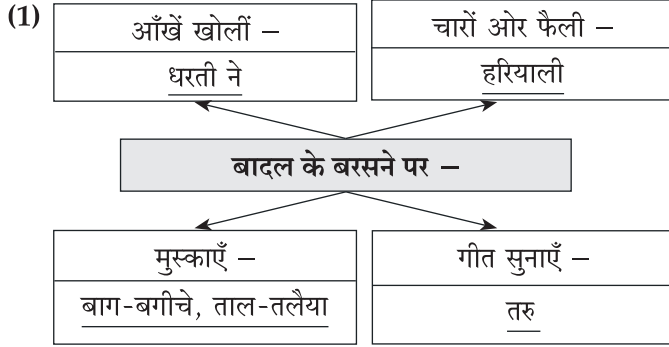 (1)
आँखें खोलीं –
धरती ने
चारों ओर फैली –
हरियाली
बादल के बरसने पर –
मुस्काएँ –
बाग-बगीचे, ताल-तलैया
गीत सुनाएँ –
तरु